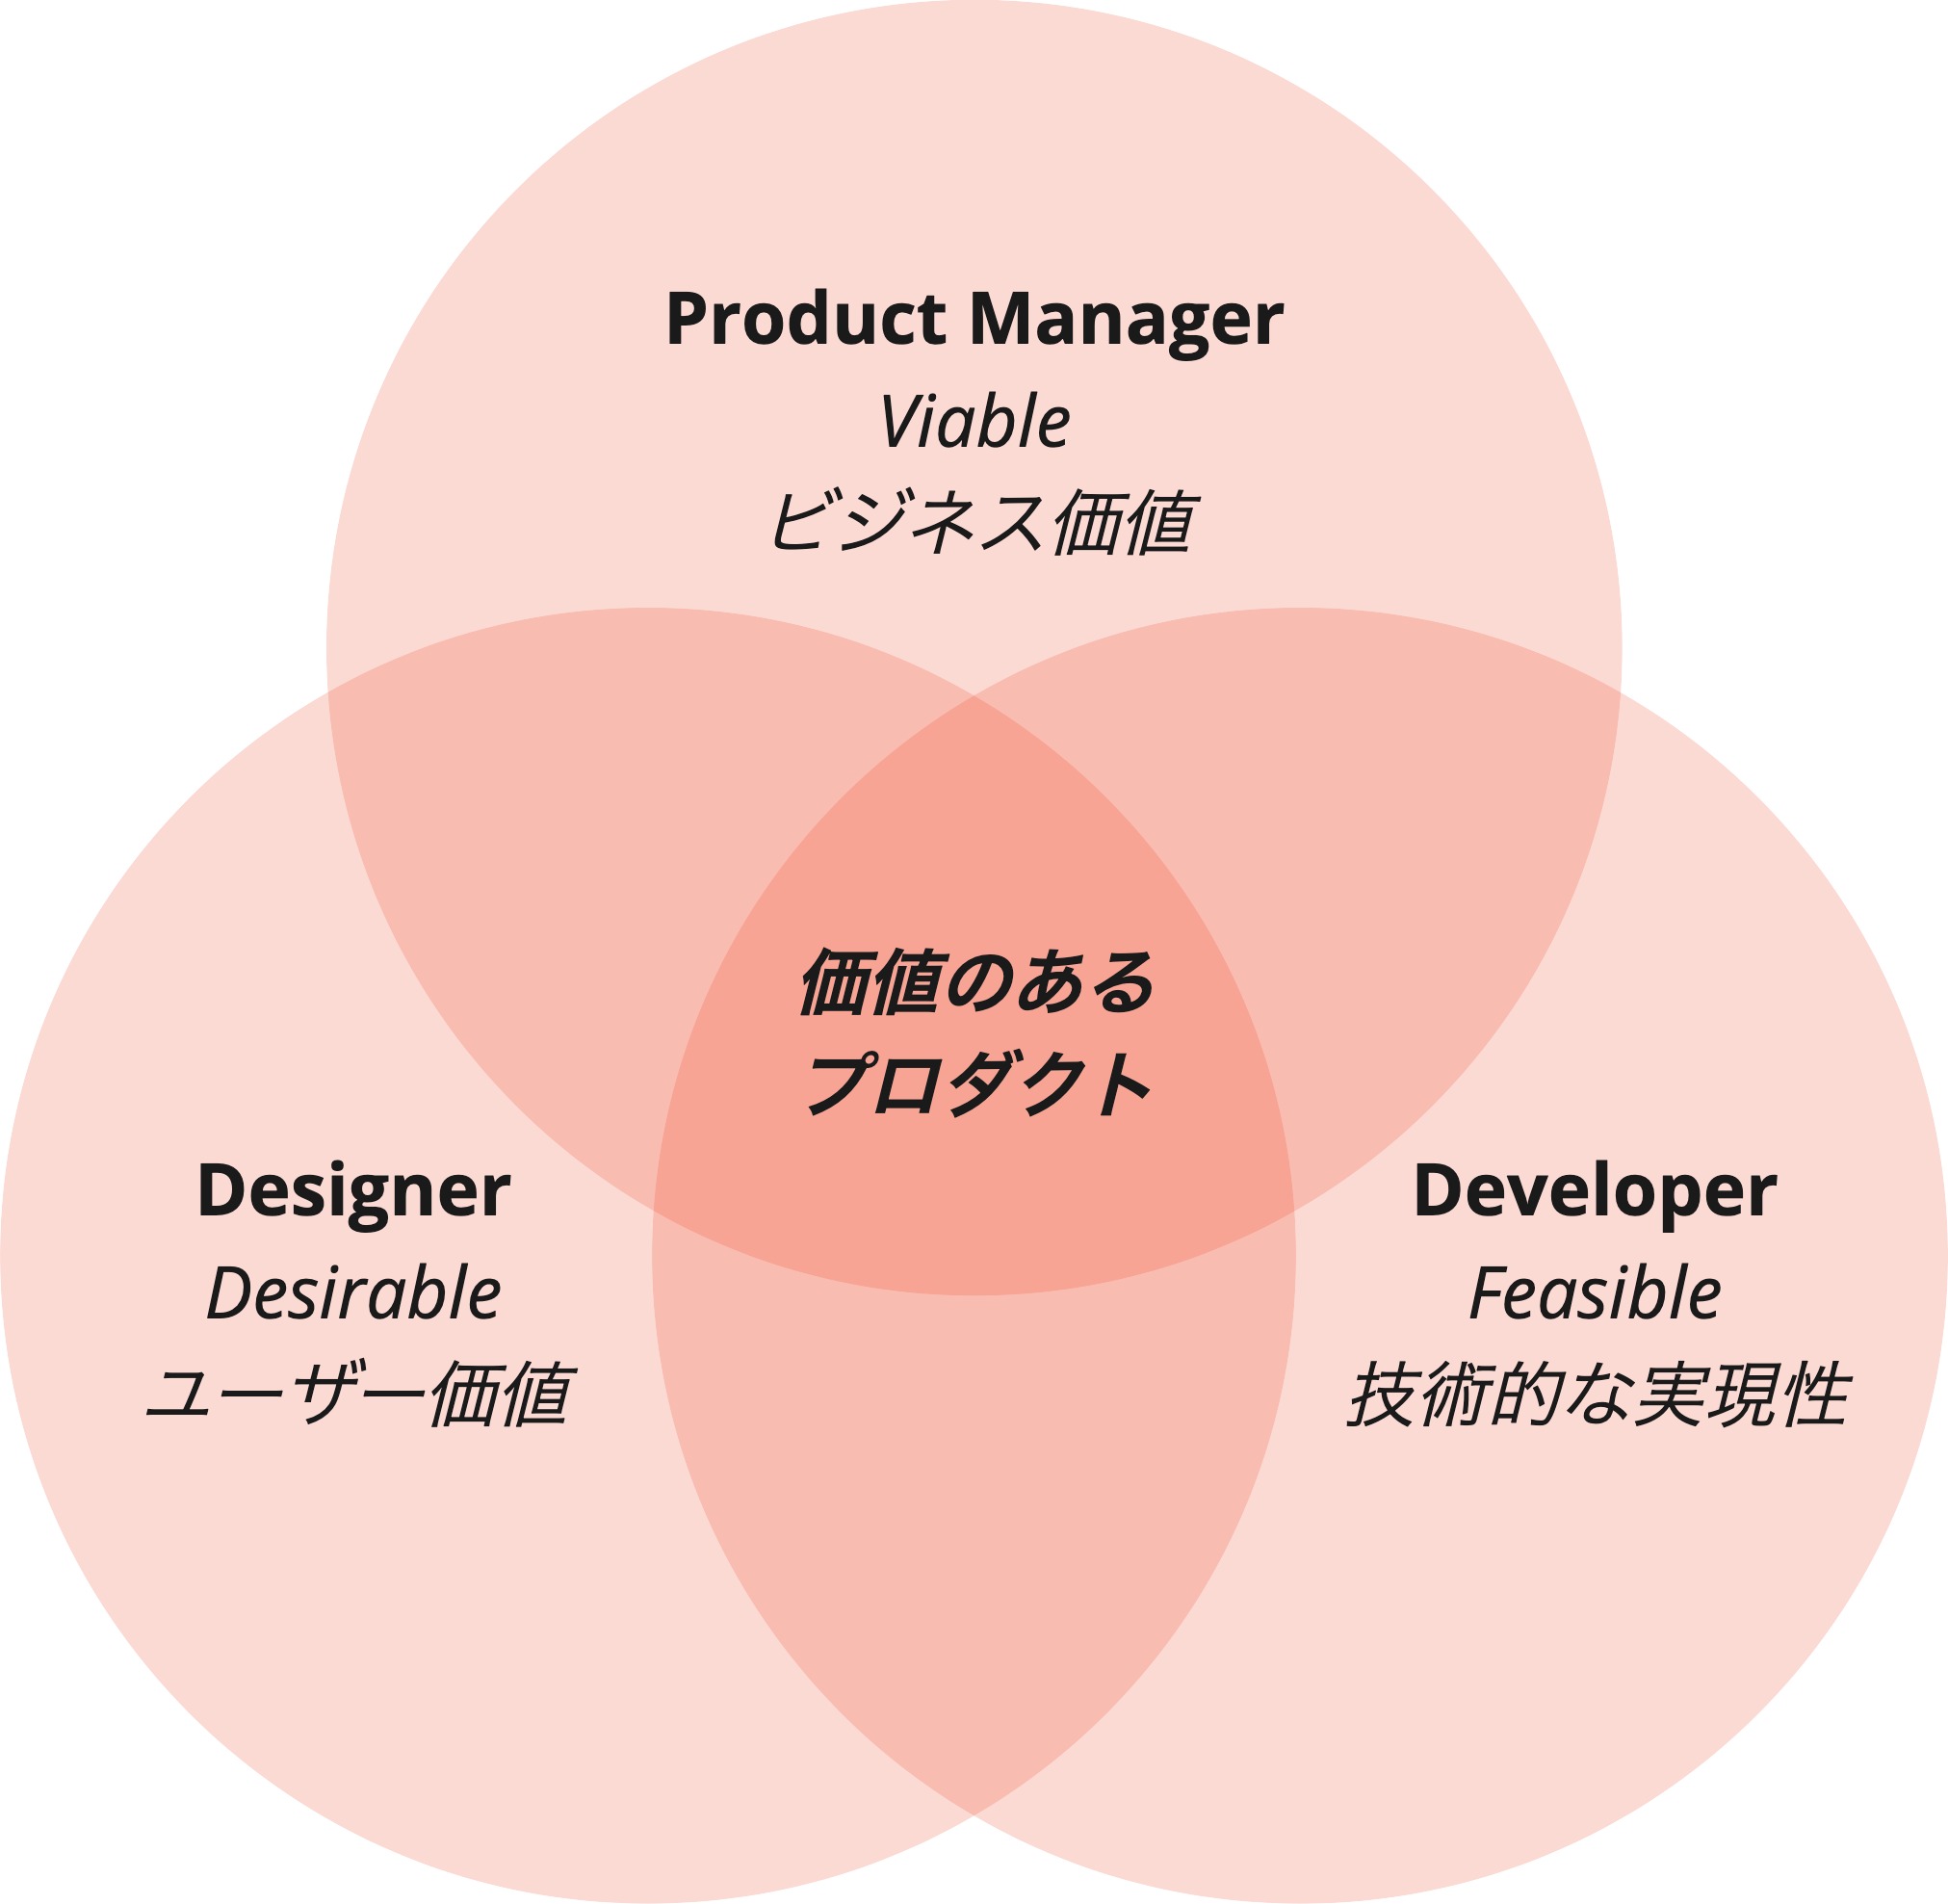 Product Manager
Viable
ビジネス価値
価値のある
プロダクト
Designer
Desirable
ユーザー価値
Developer
Feasible
技術的な実現性